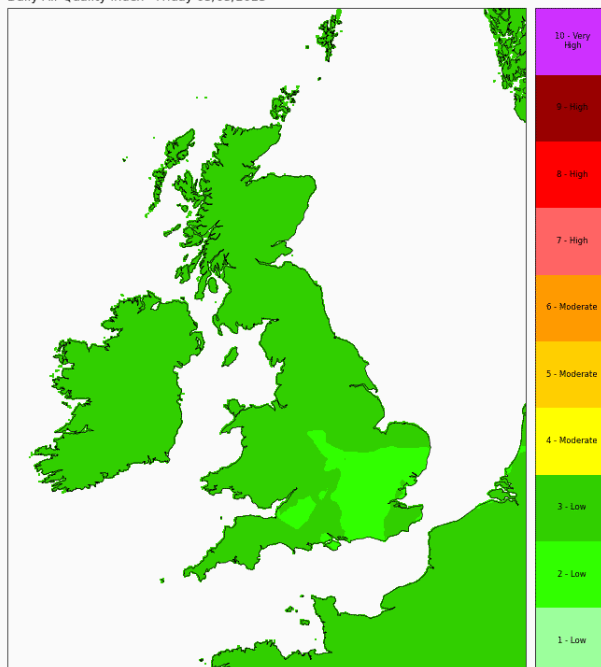 10 - Very
High
9 - High
8 - High
7 - High
6 - Moderate
5 - Moderate
4 - Moderate
3 - Low
2 - Low
1 - Low